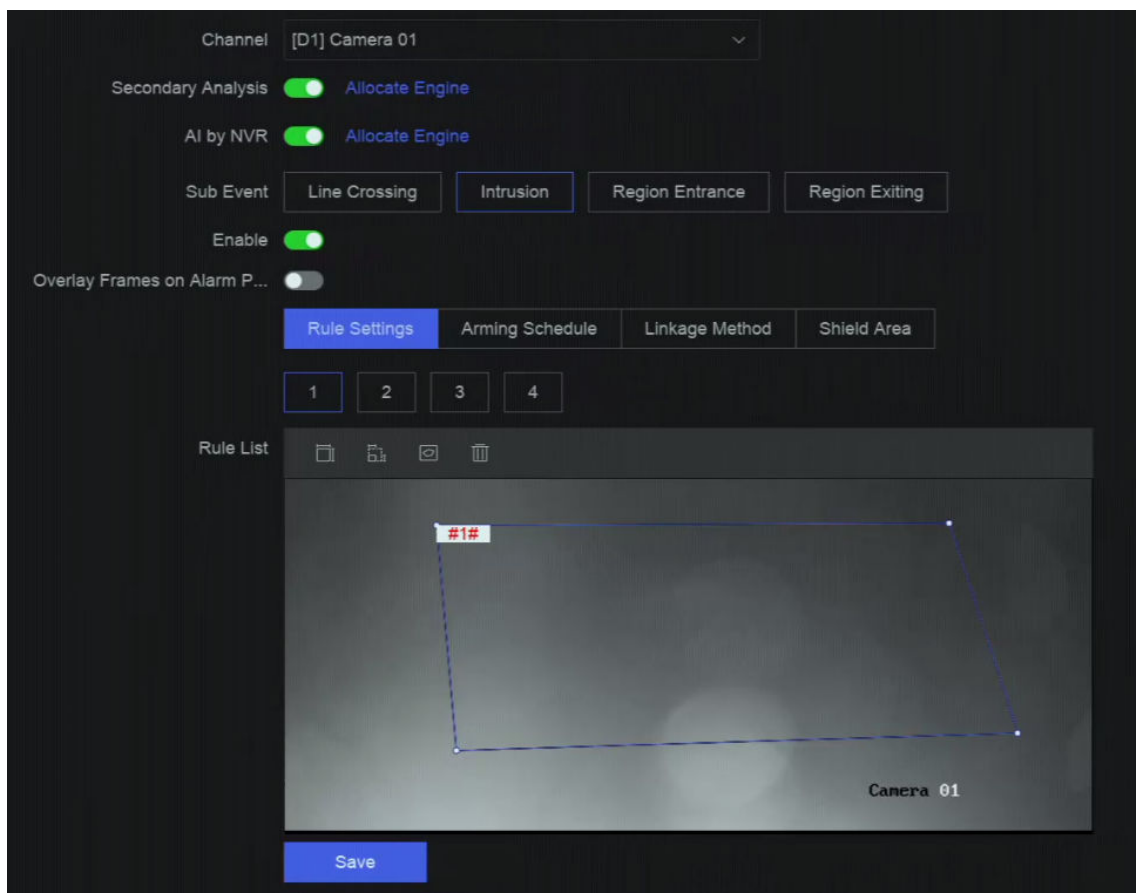 Channel [D1] Camera 01
Secondary Analysis Allocate Engine
AI by NVR Allocate Engine
Sub Event Line Crossing Intrusion Region Entrance Region Exiting
Enable
Overlay Frames on Alarm P...
Rule Settings Arming Schedule Linkage Method Shield Area
1 2 3 4
Rule List
#1#
Camera 01
Save